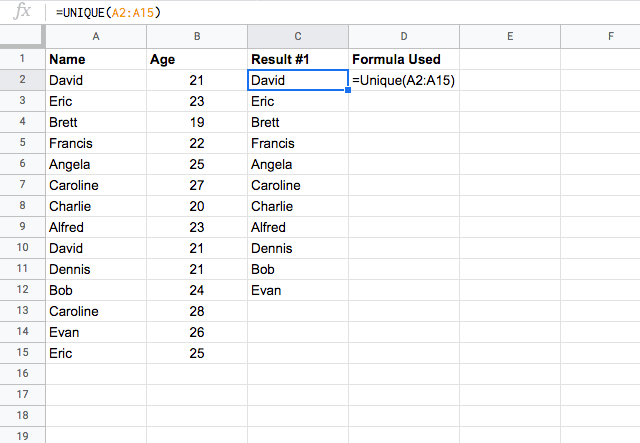 fx =UNIQUE(A2:A15)
A B C D E F
1 Name Age Result #1 Formula Used
2 David 21 David =Unique(A2:A15)
3 Eric 23 Eric
4 Brett 19 Brett
5 Francis 22 Francis
6 Angela 25 Angela
7 Caroline 27 Caroline
8 Charlie 20 Charlie
9 Alfred 23 Alfred
10 David 21 Dennis
11 Dennis 21 Bob
12 Bob 24 Evan
13 Caroline 28
14 Evan 26
15 Eric 25
16
17
18
19